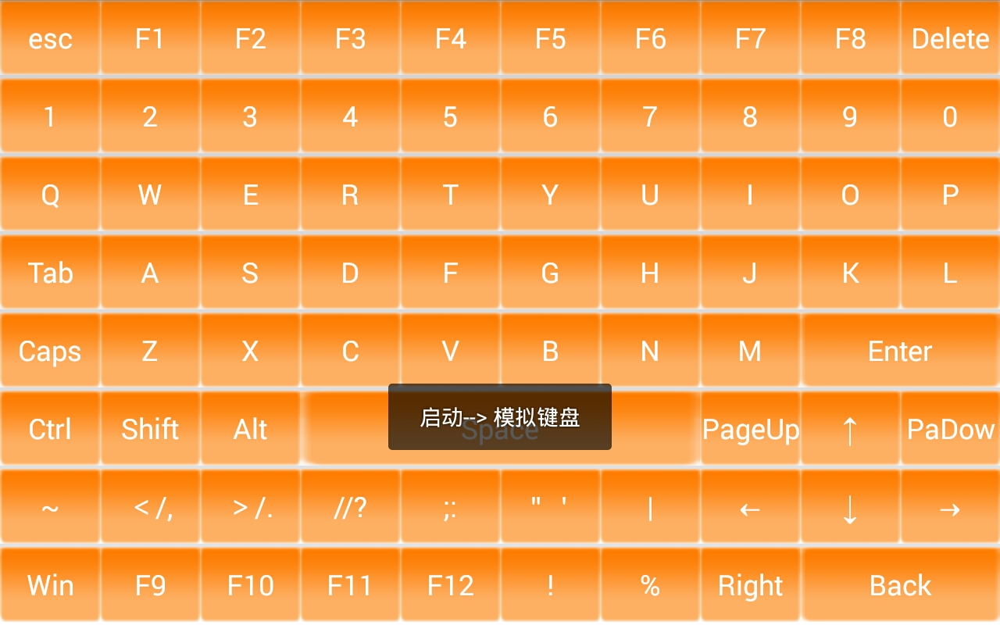 esc F1 F2 F3 F4 F5 F6 F7 F8 Delete
1 2 3 4 5 6 7 8 9 0
Q W E R T Y U I O P
Tab A S D F G H J K L
Caps Z X C V B N M Enter
Ctrl Shift Alt Space PageUp ↑ PaDow
启动--> 模拟键盘
~ < /, > /. //? ;: " ' | ← ↓ →
Win F9 F10 F11 F12 ! % Right Back